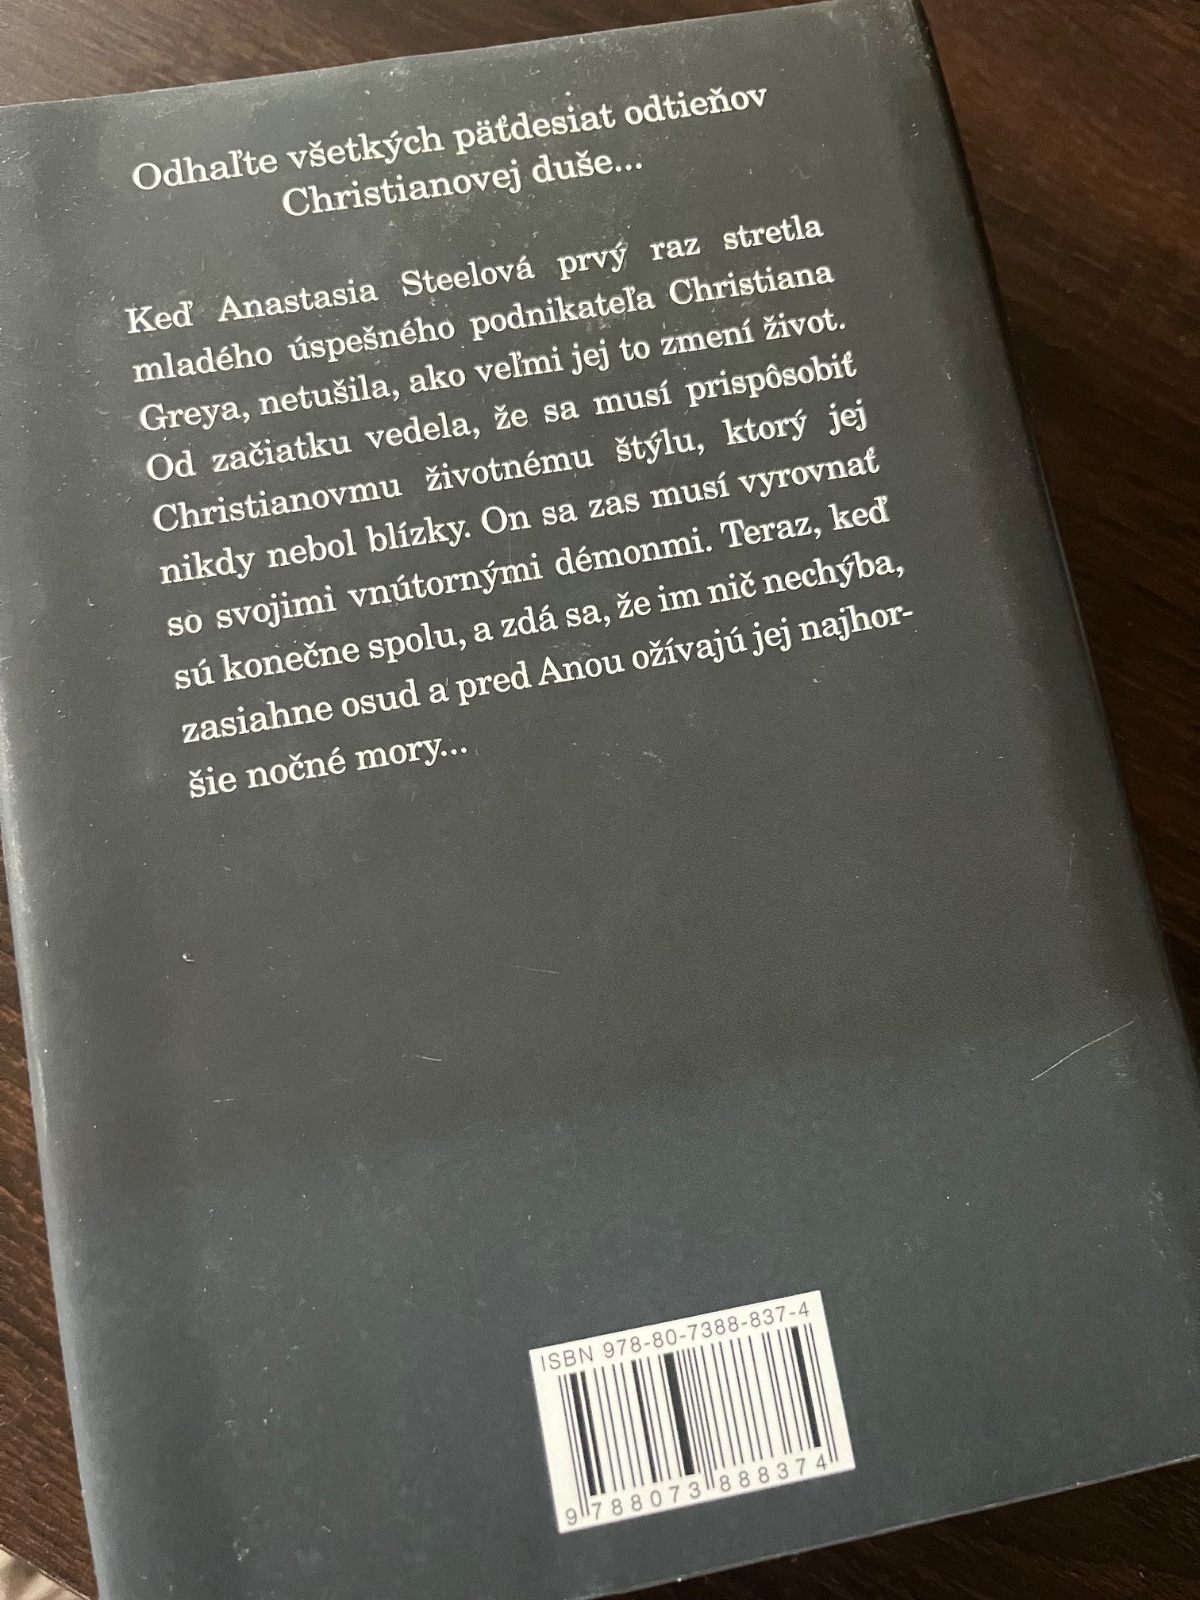 Odhaľte všetkých päťdesiat odtieňov
Christianovej duše...
Keď Anastasia Steelová prvý raz stretla
mladého úspešného podnikateľa Christiana
Greya, netušila, ako veľmi jej to zmení život.
Od začiatku vedela, že sa musí prispôsobiť
Christianovmu životnému štýlu, ktorý jej
nikdy nebol blízky. On sa zas musí vyrovnať
so svojimi vnútornými démonmi. Teraz, keď
sú konečne spolu, a zdá sa, že im nič nechýba,
zasiahne osud a pred Anou ožívajú jej najhor-
šie nočné mory...
ISBN 978-80-7388-837-4
9 788073 888374